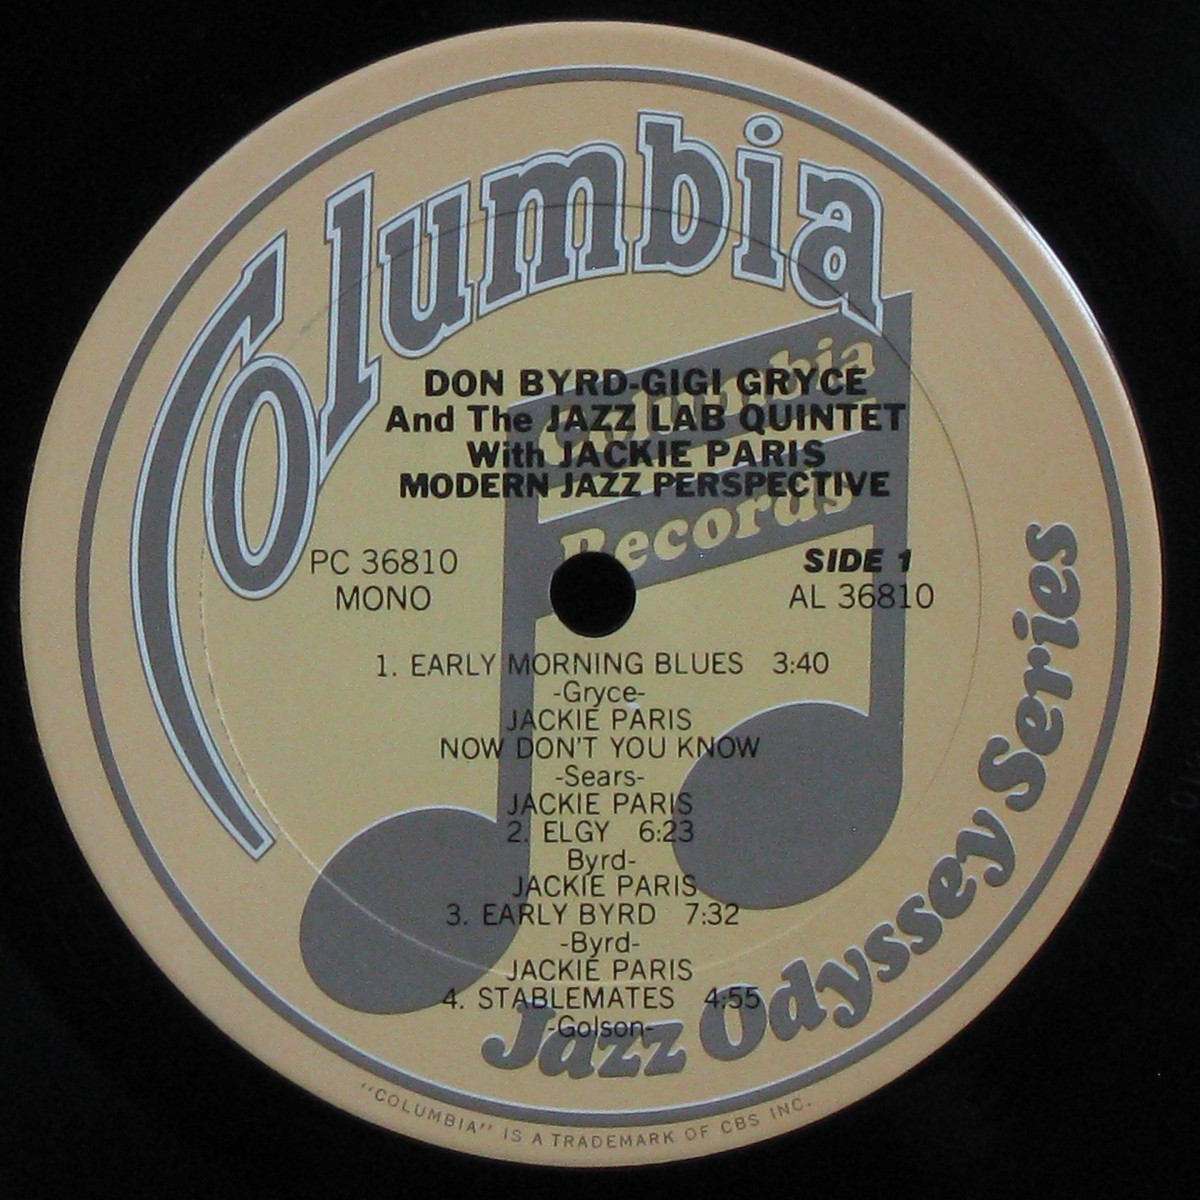 Columbia
Columbia
Records
DON BYRD-GIGI GRYCE
And The JAZZ LAB QUINTET
With JACKIE PARIS
MODERN JAZZ PERSPECTIVE
PC 36810
MONO
SIDE 1
AL 36810
1. EARLY MORNING BLUES 3:40
-Gryce-
JACKIE PARIS
NOW DON'T YOU KNOW
-Sears-
JACKIE PARIS
2. ELGY 6:23
Byrd-
JACKIE PARIS
3. EARLY BYRD 7:32
-Byrd-
JACKIE PARIS
4. STABLEMATES 4:55
-Golson-
Jazz Odyssey Series
"COLUMBIA" IS A TRADEMARK OF CBS INC.